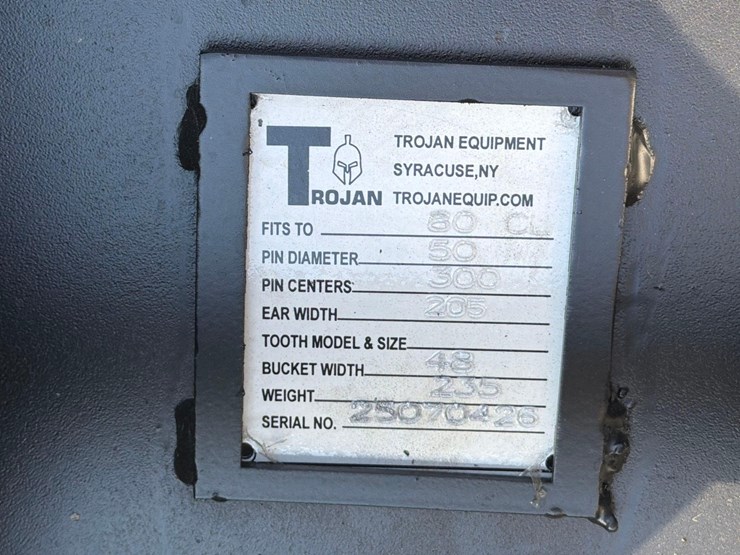 TROJAN EQUIPMENT
SYRACUSE,NY
TROJAN TROJANEQUIP.COM
FITS TO 80 CL
PIN DIAMETER 50
PIN CENTERS: 300
EAR WIDTH 205
TOOTH MODEL & SIZE
BUCKET WIDTH 48
WEIGHT 235
SERIAL NO. 25070426